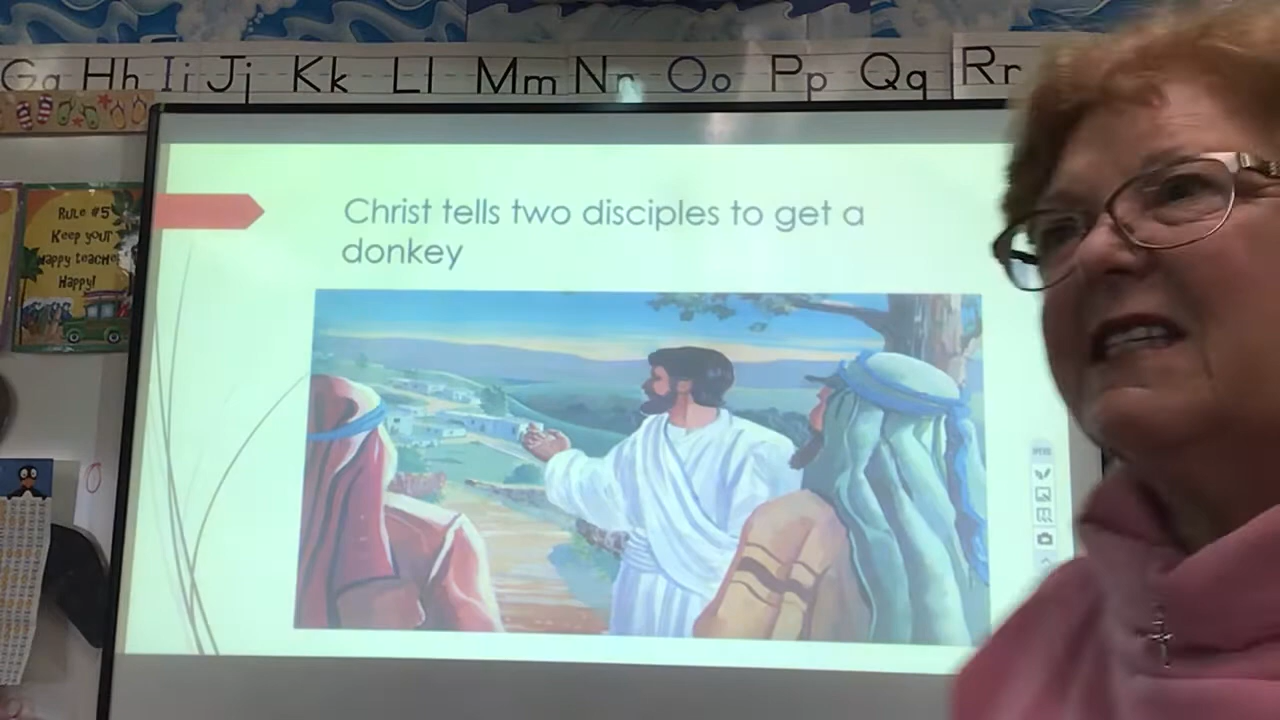 Gg Hh Ii Jj Kk Ll Mm Nn Oo Pp Qq Rr
Rule #5
Keep your
Happy teacher
Happy!
Christ tells two disciples to get a
donkey